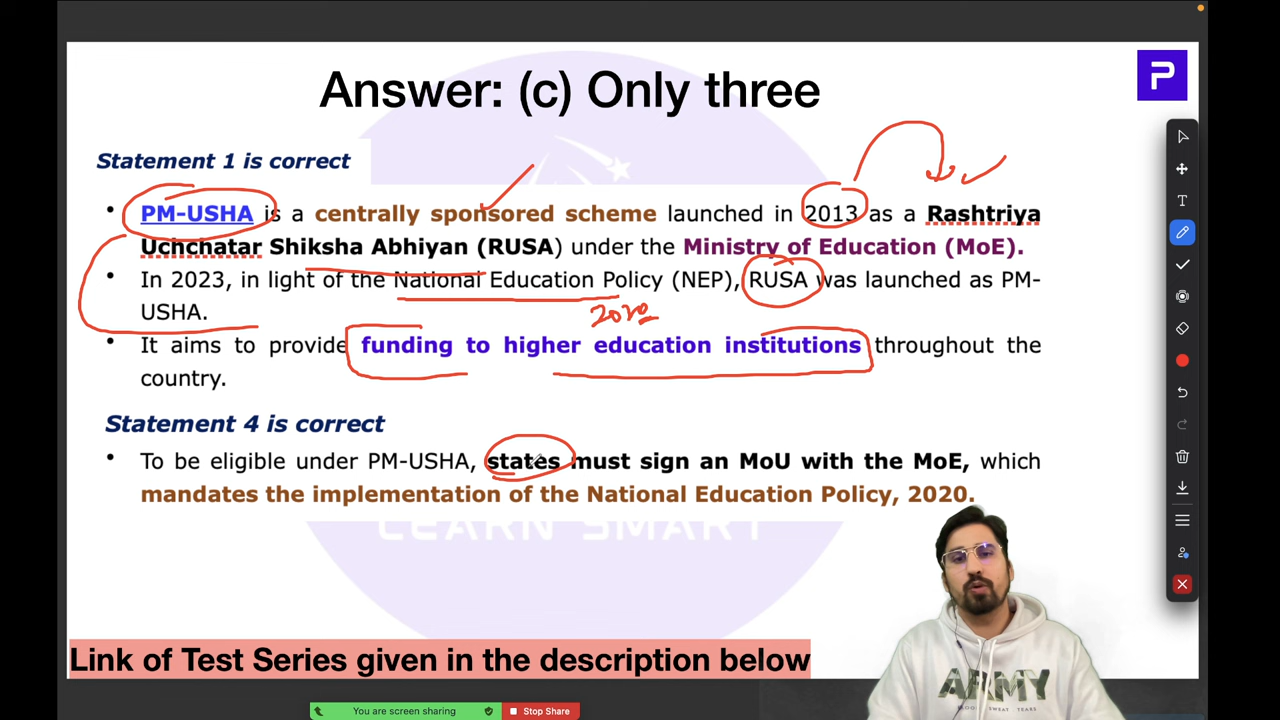 Answer: (c) Only three
P
Statement 1 is correct
• PM-USHA is a centrally sponsored scheme launched in 2013 as a Rashtriya
Uchchatar Shiksha Abhiyan (RUSA) under the Ministry of Education (MoE).
• In 2023, in light of the National Education Policy (NEP), RUSA was launched as PM-
USHA.
2020
• It aims to provide funding to higher education institutions throughout the
country.
Statement 4 is correct
• To be eligible under PM-USHA, states must sign an MoU with the MoE, which
mandates the implementation of the National Education Policy, 2020.
LEARN SMART
ARMY
Link of Test Series given in the description below
You are screen sharing
Stop Share
T